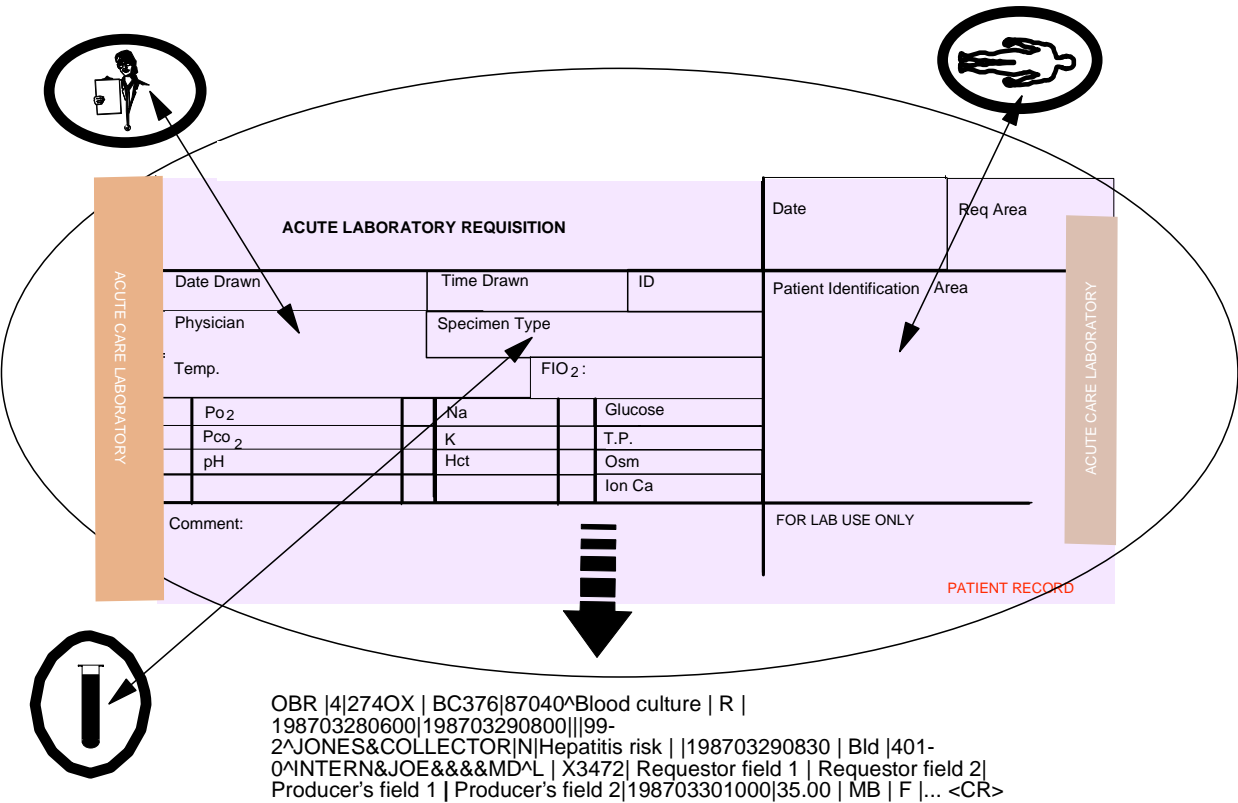 ACUTE LABORATORY REQUISITION
Date
Req Area
ACUTE CARE LABORATORY
Date Drawn
Time Drawn
ID
Patient Identification Area
ACUTE CARE LABORATORY
Physician
Specimen Type
Temp.
FIO2:
Po2
Na
Glucose
Pco2
K
T.P.
pH
Hct
Osm
Ion Ca
Comment:
FOR LAB USE ONLY
PATIENT RECORD
OBR |4|274OX | BC376|87040^Blood culture | R |
198703280600|198703290800|||99-
2^JONES&COLLECTOR|N|Hepatitis risk | |198703290830 | Bld |401-
0^INTERN&JOE&&&&MD^L | X3472| Requestor field 1 | Requestor field 2|
Producer's field 1 | Producer's field 2|198703301000|35.00 | MB | F |... <CR>